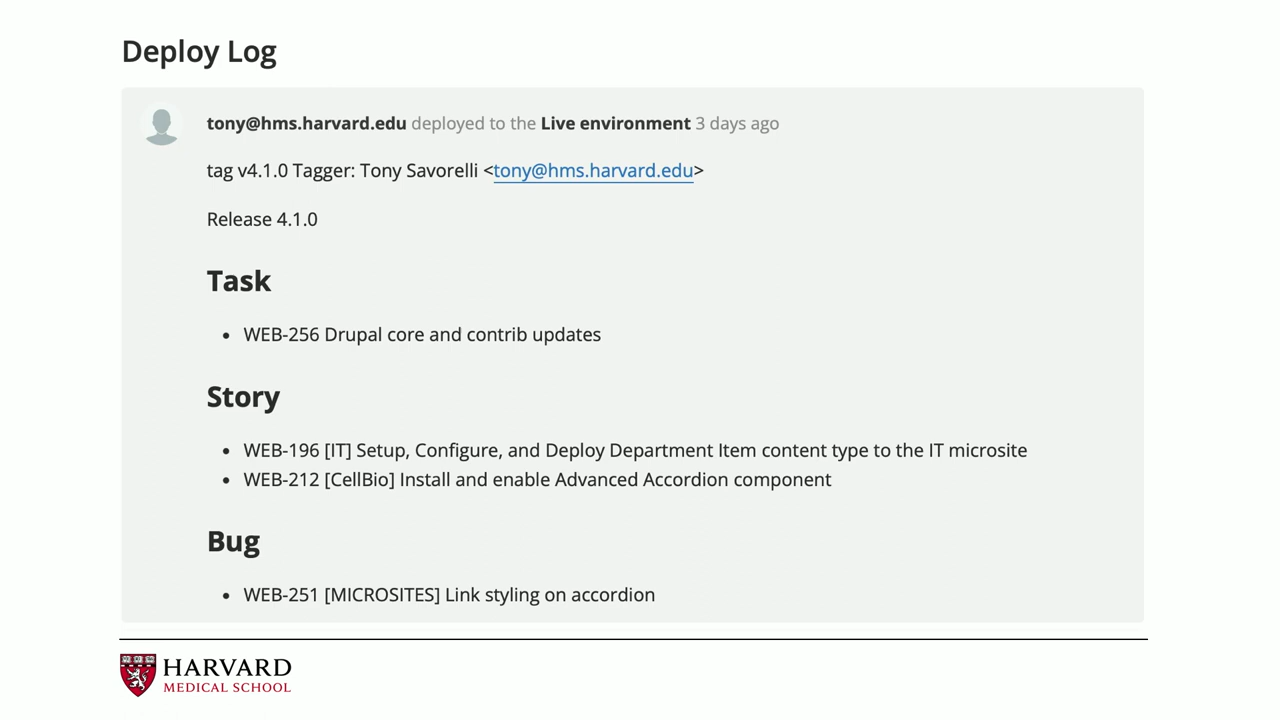 Deploy Log
tony@hms.harvard.edu deployed to the Live environment 3 days ago
tag v4.1.0 Tagger: Tony Savorelli <tony@hms.harvard.edu>
Release 4.1.0
Task
• WEB-256 Drupal core and contrib updates
Story
• WEB-196 [IT] Setup, Configure, and Deploy Department Item content type to the IT microsite
• WEB-212 [CellBio] Install and enable Advanced Accordion component
Bug
• WEB-251 [MICROSITES] Link styling on accordion
HARVARD
MEDICAL SCHOOL